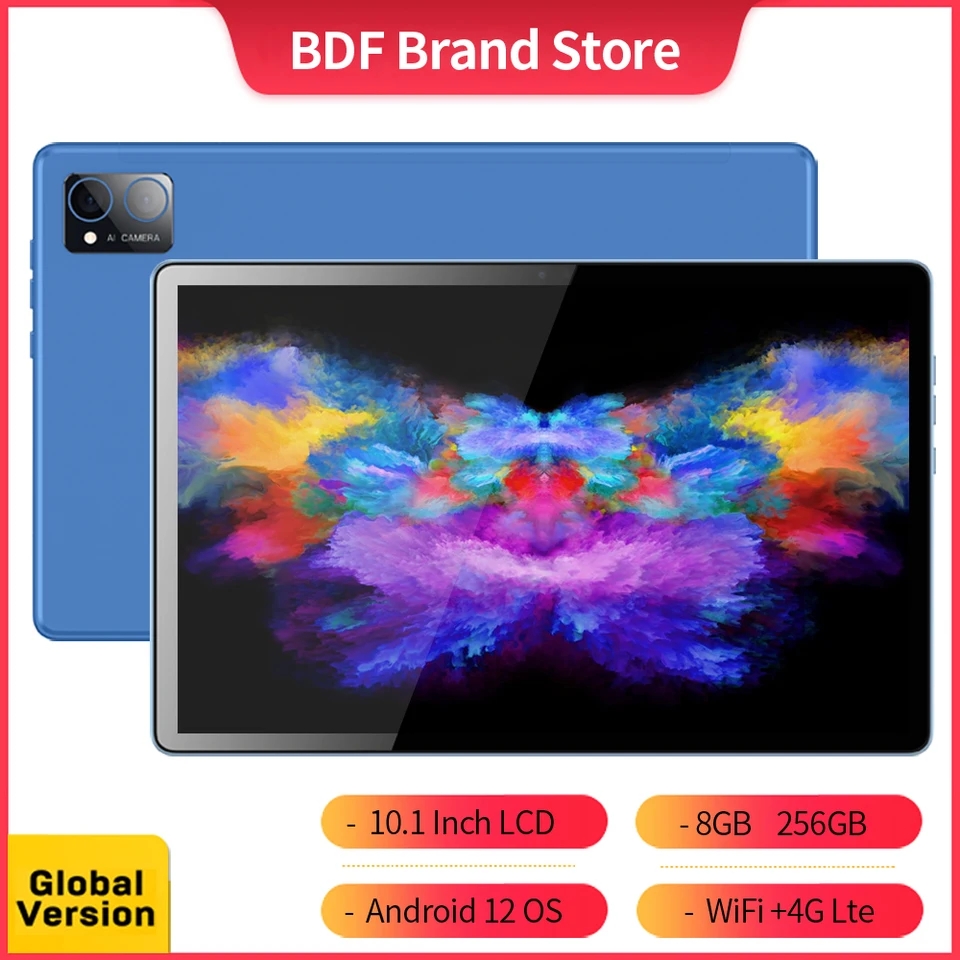 BDF Brand Store
AI CAMERA
- 10.1 Inch LCD
- 8GB 256GB
- Android 12 OS
- WiFi +4G Lte
Global
Version